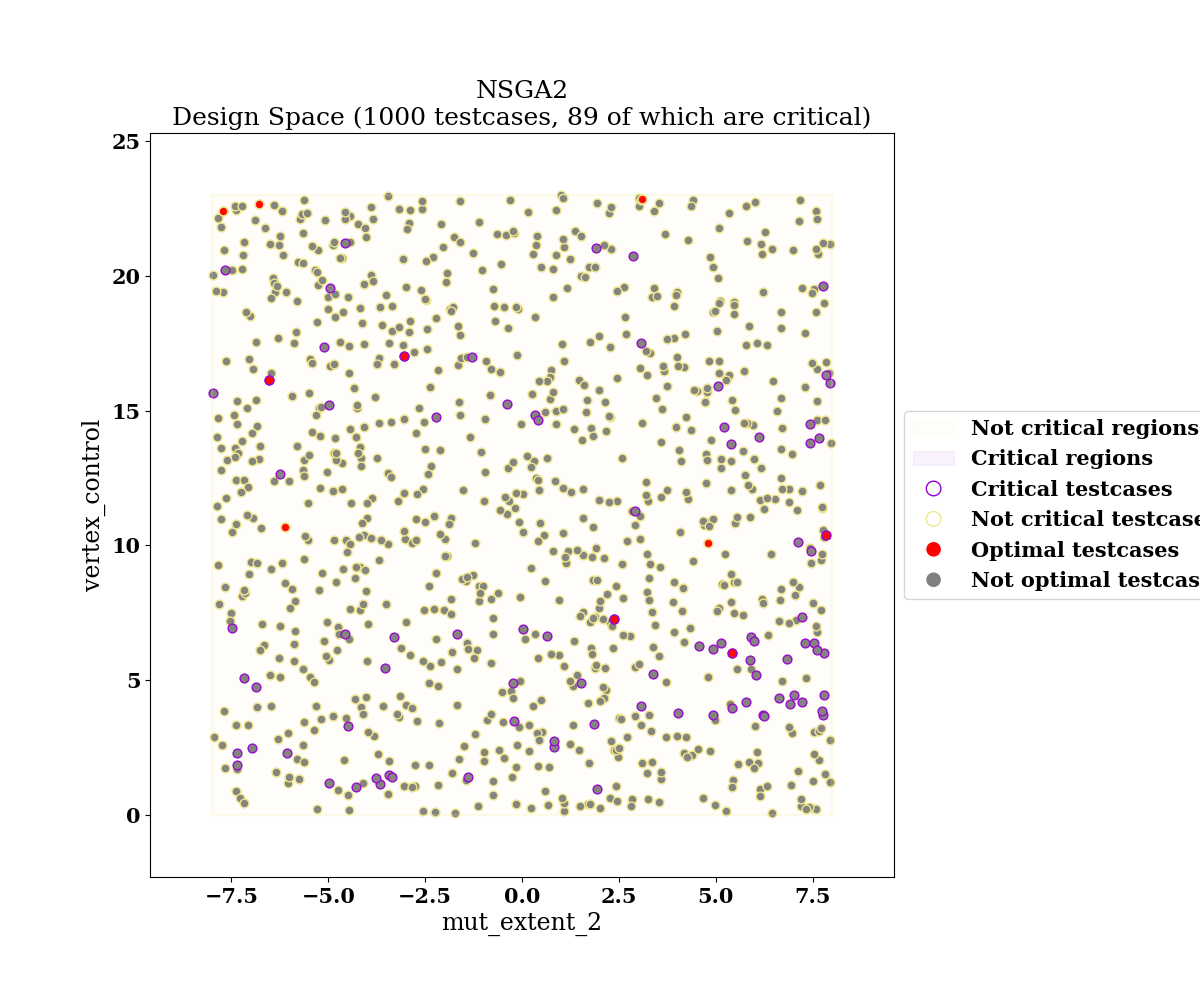 NSGA2
Design Space (1000 testcases, 89 of which are critical)
25
20
15
10
5
0
vertex_control
−7.5
−5.0
−2.5
0.0
2.5
5.0
7.5
mut_extent_2
Not critical regions
Critical regions
Critical testcases
Not critical testcase
Optimal testcases
Not optimal testcas